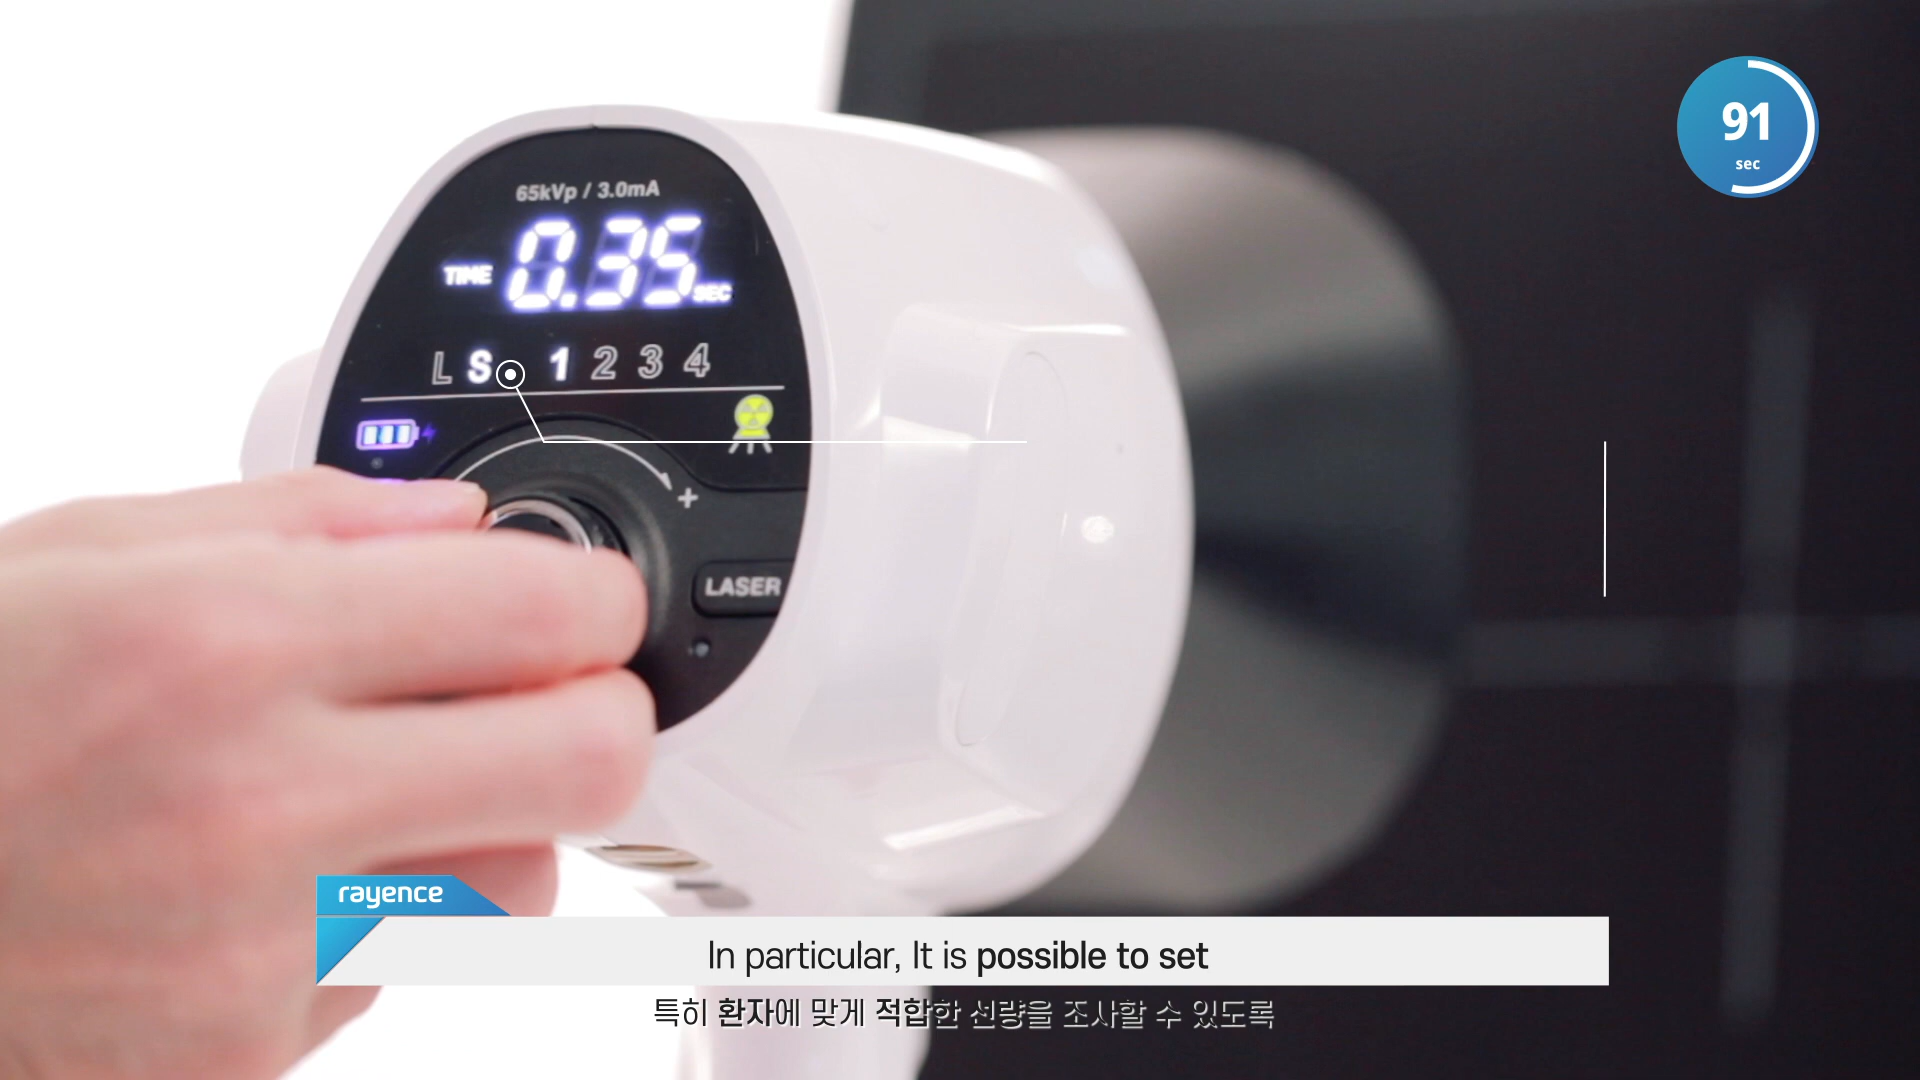 91
sec
65kVp / 3.0mA
TIME 0.35 SEC
L S 1 2 3 4
+
LASER
rayence
In particular, It is possible to set
특히 환자에 맞게 적합한 선량을 조사할 수 있도록